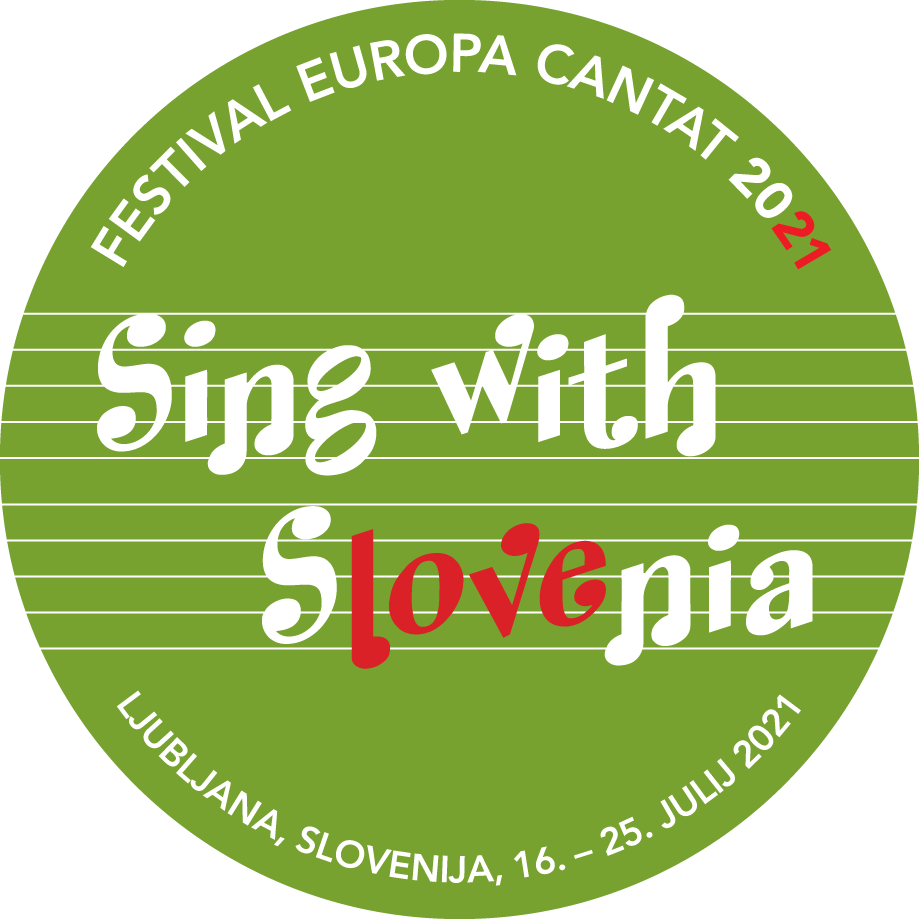 FESTIVAL EUROPA CANTAT 2021
Sing with
Slovenia
LJUBLJANA, SLOVENIJA, 16. – 25. JULIJ 2021